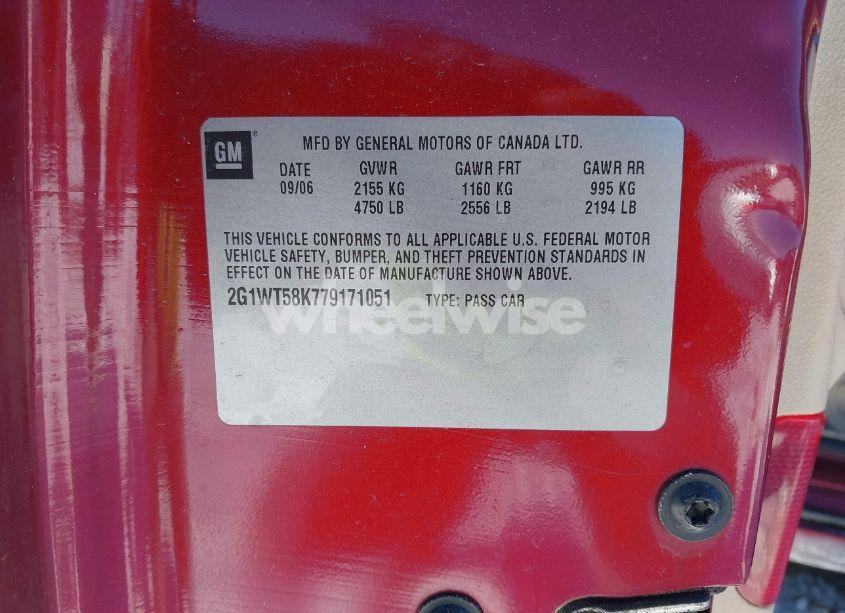 GM MFD BY GENERAL MOTORS OF CANADA LTD.
DATE GVWR GAWR FRT GAWR RR
09/06 2155 KG 1160 KG 995 KG
4750 LB 2556 LB 2194 LB
THIS VEHICLE CONFORMS TO ALL APPLICABLE U.S. FEDERAL MOTOR
VEHICLE SAFETY, BUMPER, AND THEFT PREVENTION STANDARDS IN
EFFECT ON THE DATE OF MANUFACTURE SHOWN ABOVE.
2G1WT58K779171051 TYPE: PASS CAR
wheelwise